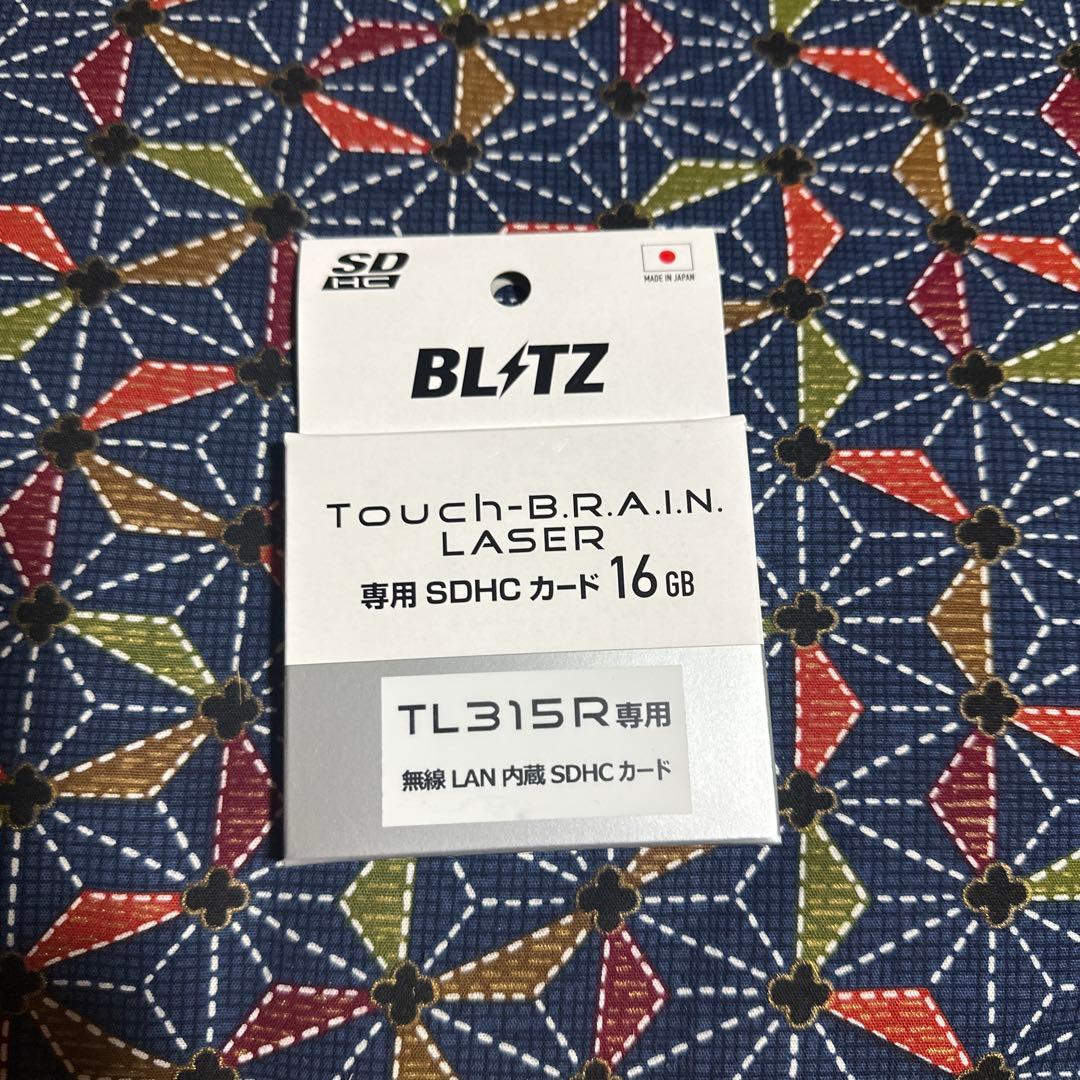 SD
HC
MADE IN JAPAN
BLITZ
Touch-B.R.A.I.N.
LASER
専用 SDHC カード 16 GB
TL315R専用
無線 LAN 内蔵 SDHC カード